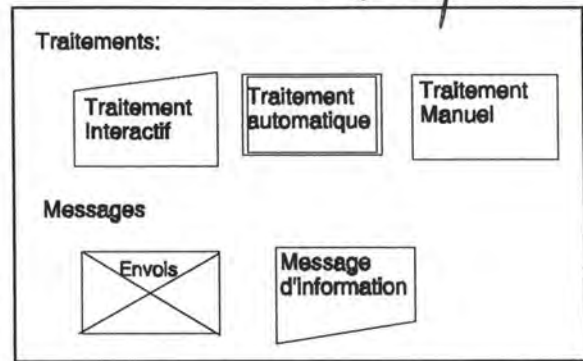 Traitements:
Traitement
Interactif
Traitement
automatique
Traitement
Manuel
Messages
Envois
Message
d'information